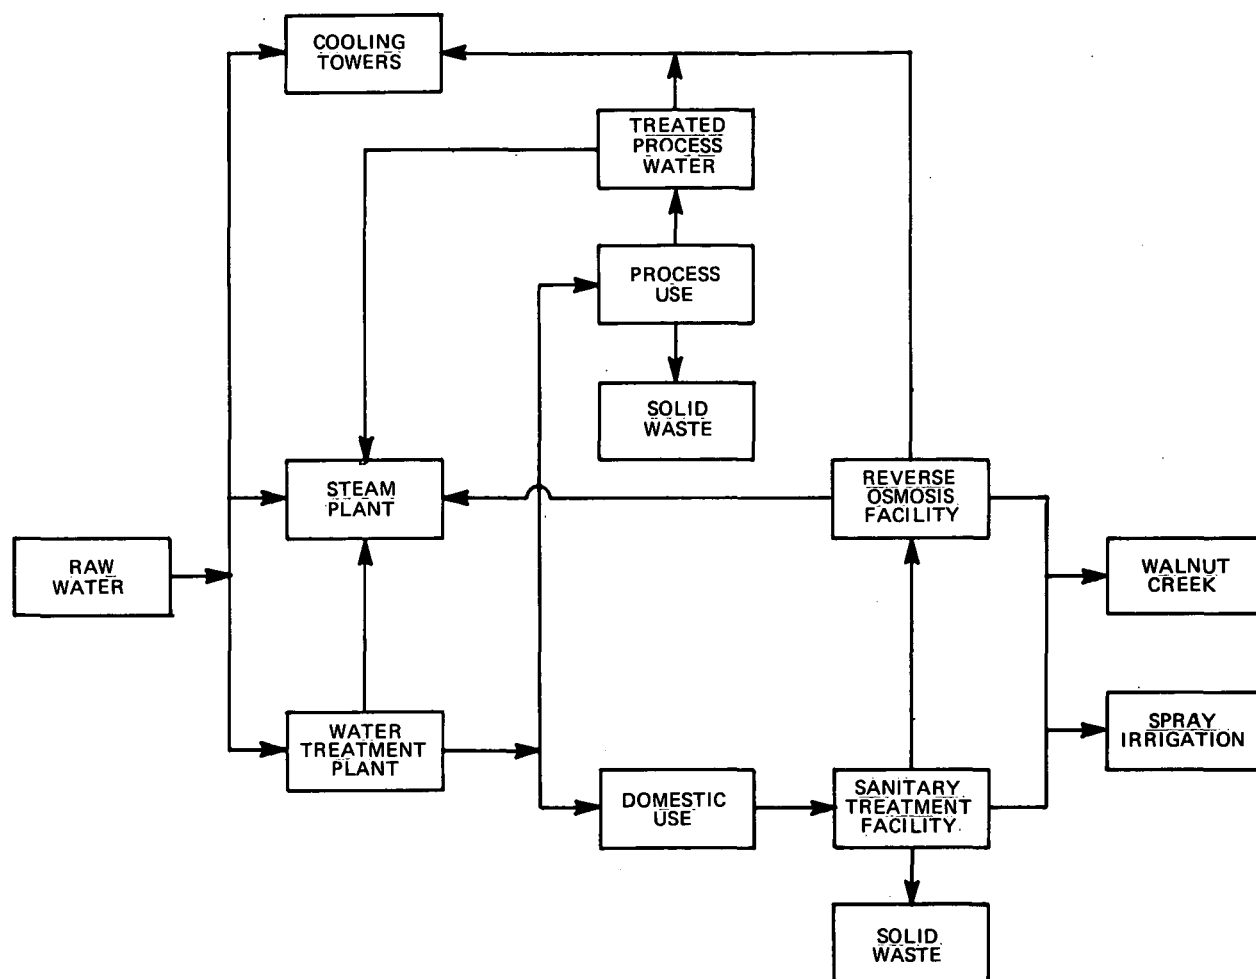 COOLING
TOWERS
TREATED
PROCESS
WATER
PROCESS
USE
SOLID
WASTE
STEAM
PLANT
REVERSE
OSMOSIS
FACILITY
RAW
WATER
WALNUT
CREEK
WATER
TREATMENT
PLANT
SPRAY
IRRIGATION
DOMESTIC
USE
SANITARY
TREATMENT
FACILITY
SOLID
WASTE